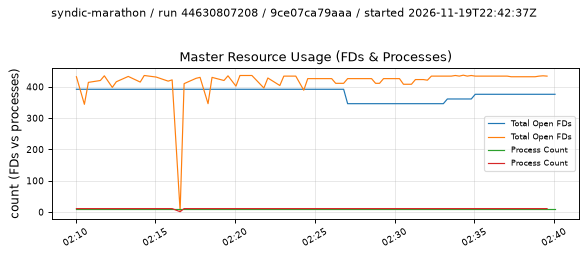 syndic-marathon / run 44630807208 / 9ce07ca79aaa / started 2026-11-19T22:42:37Z
Master Resource Usage (FDs & Processes)
count (FDs vs processes)
400
300
200
100
0
Total Open FDs
Total Open FDs
Process Count
Process Count
02:10
02:15
02:20
02:25
02:30
02:35
02:40